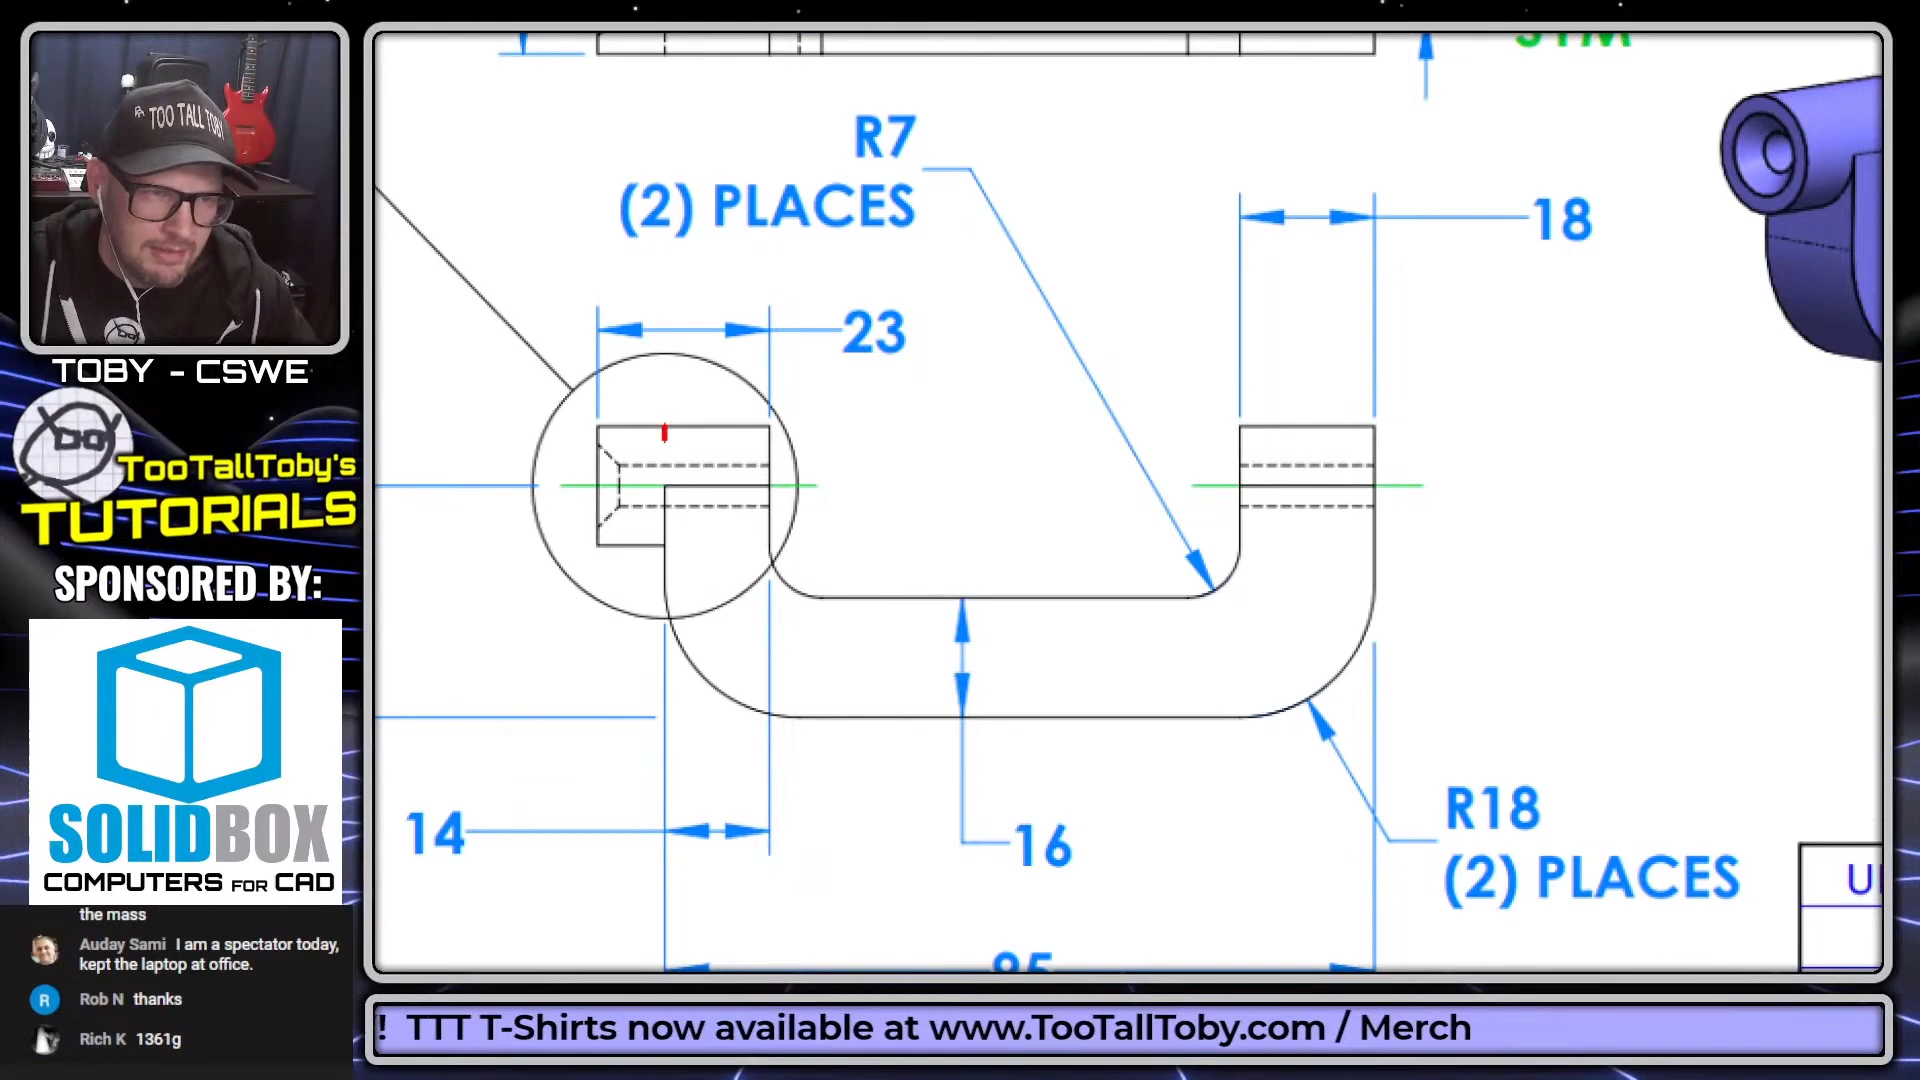 TOO TALL TOBY
TOBY - CSWE
TooTallToby's
TUTORIALS
SPONSORED BY:
SOLIDBOX
COMPUTERS FOR CAD
the mass
Auday Sami I am a spectator today,
kept the laptop at office.
R
Rob N thanks
Rich K 1361g
R7
(2) PLACES
18
23
14
16
R18
(2) PLACES
! TTT T-Shirts now available at www.TooTallToby.com / Merch